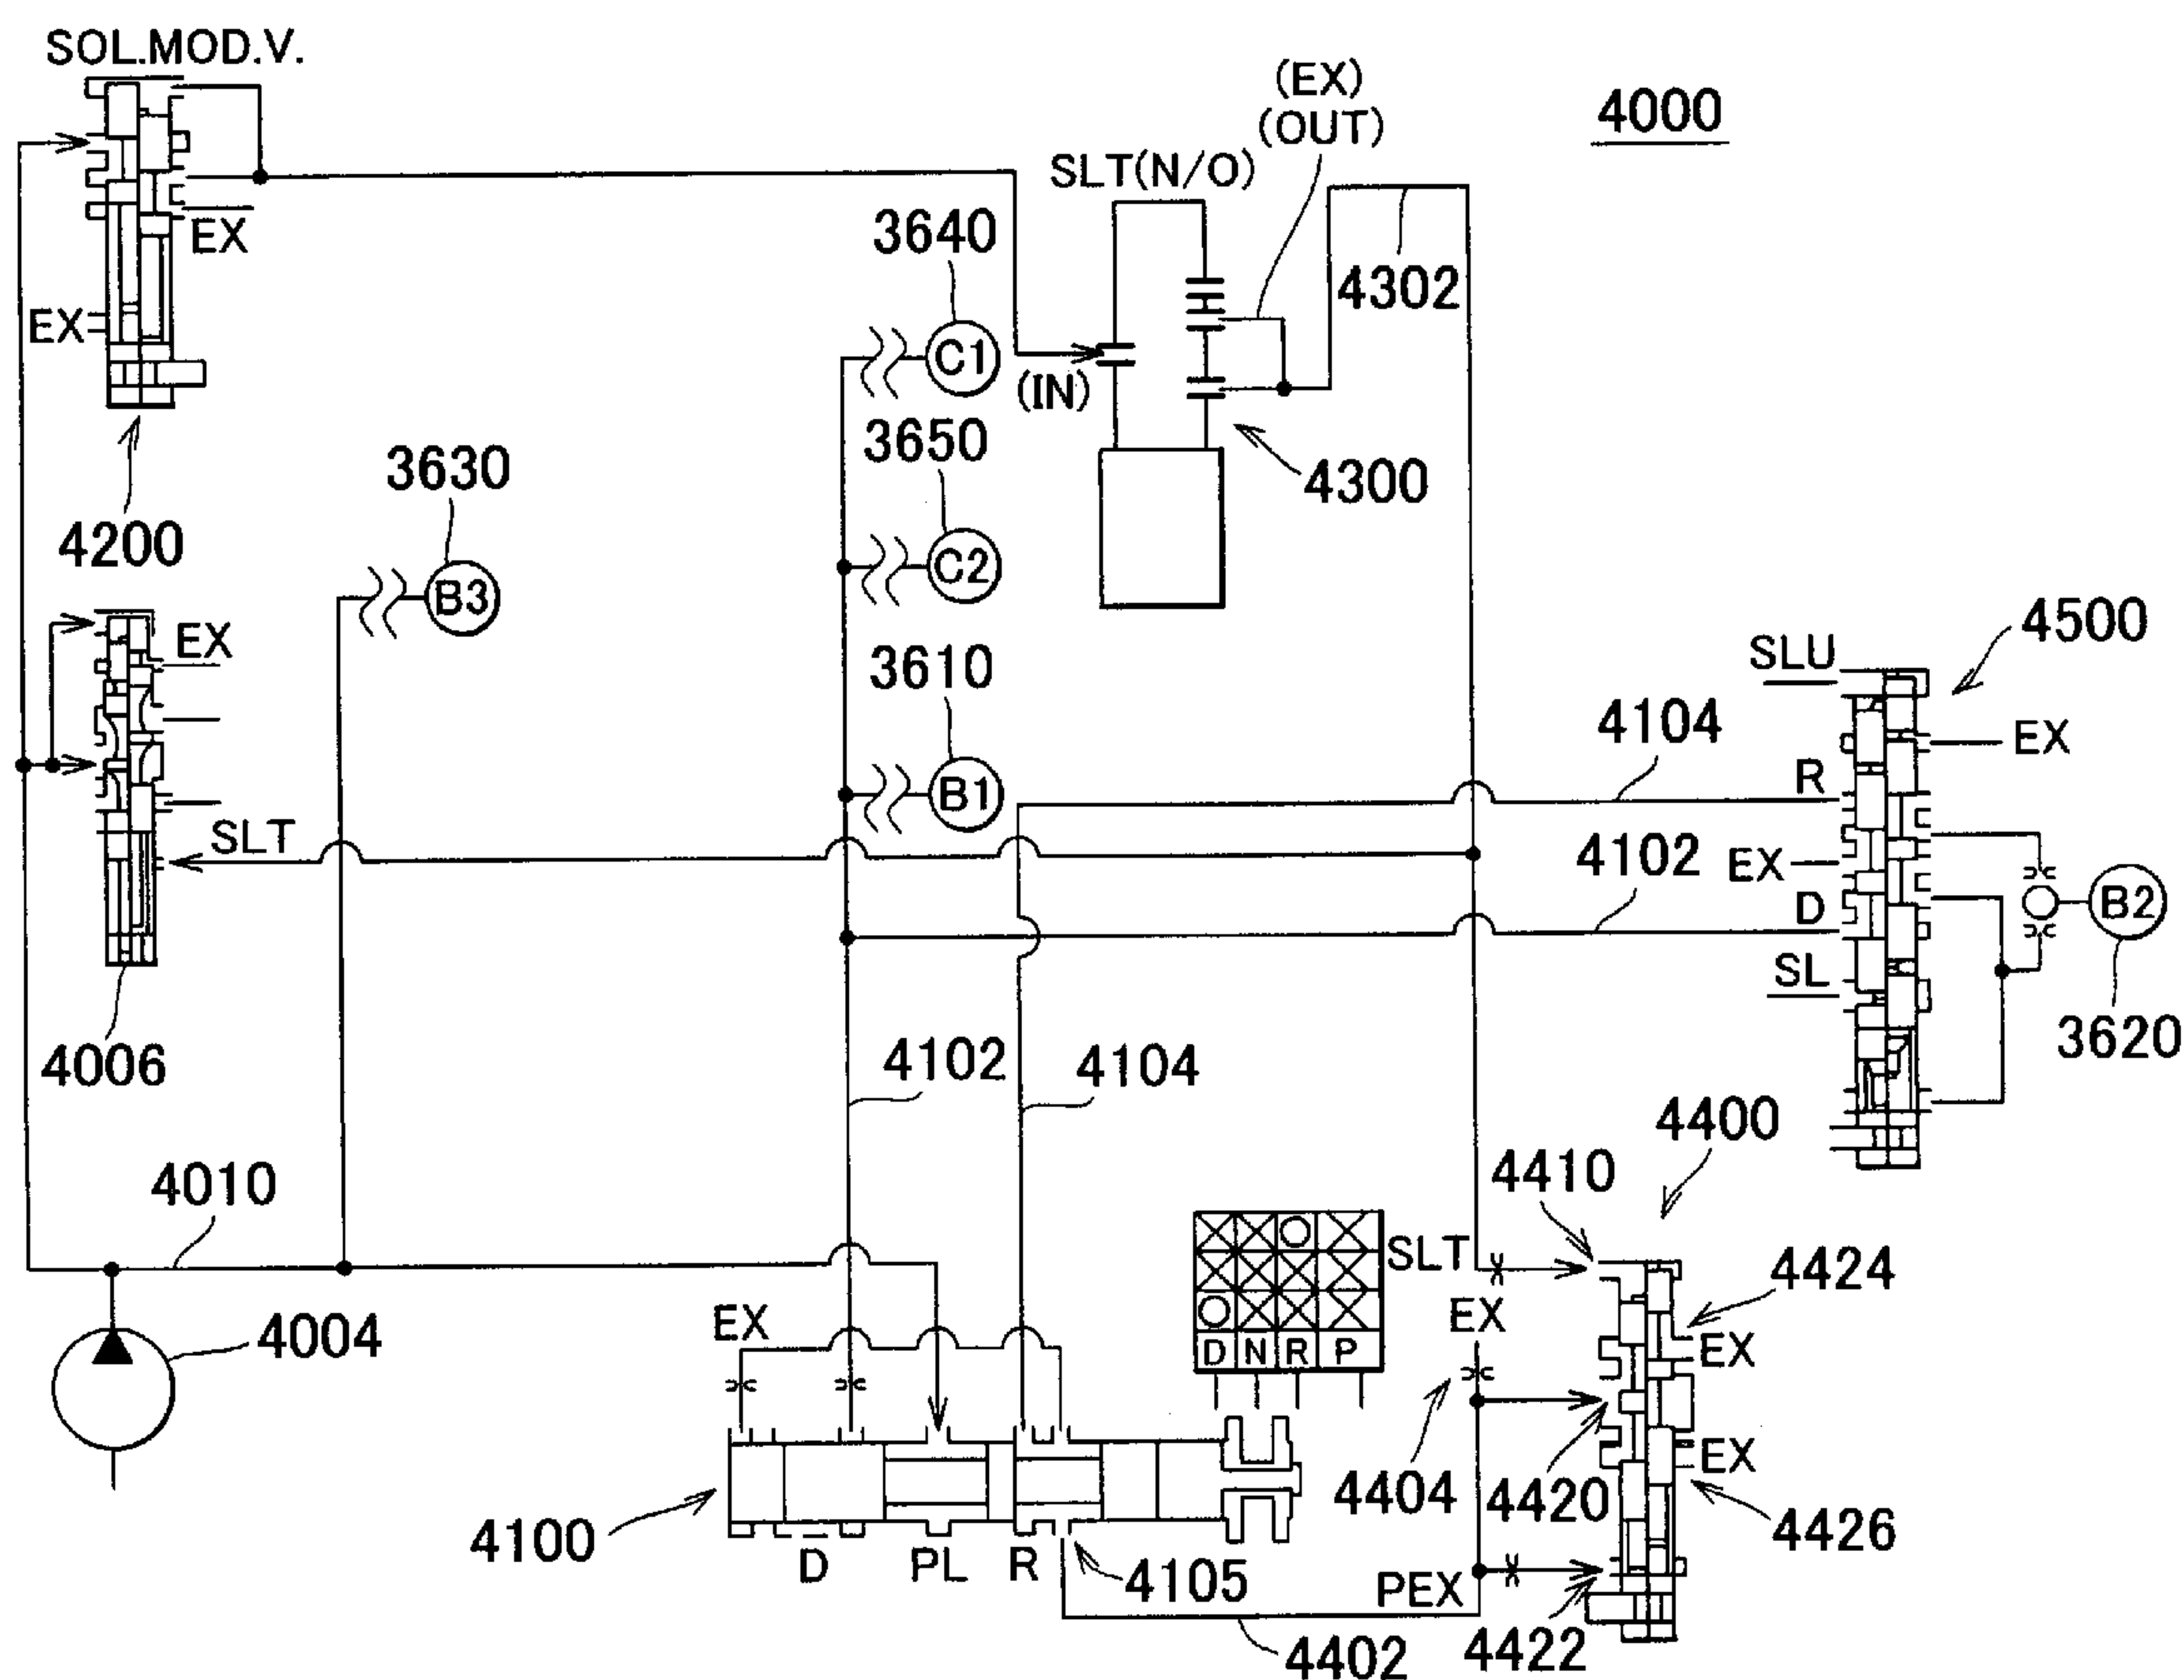 SOL.MOD.V.
(EX)
(OUT)
4000
SLT(N/O)
3640
EX
4302
EX
C1
(IN)
3650
4300
3630
4200
C2
B3
4500
EX
SLU
3610
4104
EX
R
B1
SLT
4102
EX
D
B2
SL
3620
4006
4102
4104
4400
4410
4010
SLT
4424
EX
EX
EX
4004
D N R P
4404
4420
EX
4426
4100
D
PL
R
4105
PEX
4422
4402